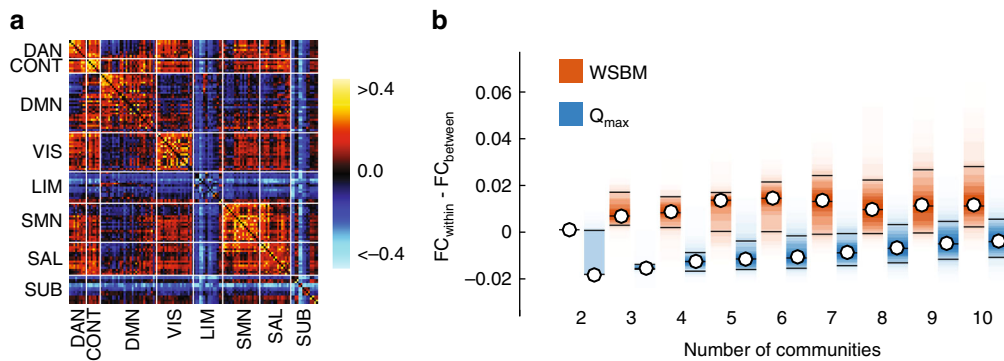 a
DAN
CONT
DMN
VIS
LIM
SMN
SAL
SUB
DAN
CONT
DMN
VIS
LIM
SMN
SAL
SUB
>0.4
0.0
<−0.4
b
WSBM
Qmax
FCwithin - FCbetween
0.06
0.04
0.02
0
−0.02
2 3 4 5 6 7 8 9 10
Number of communities